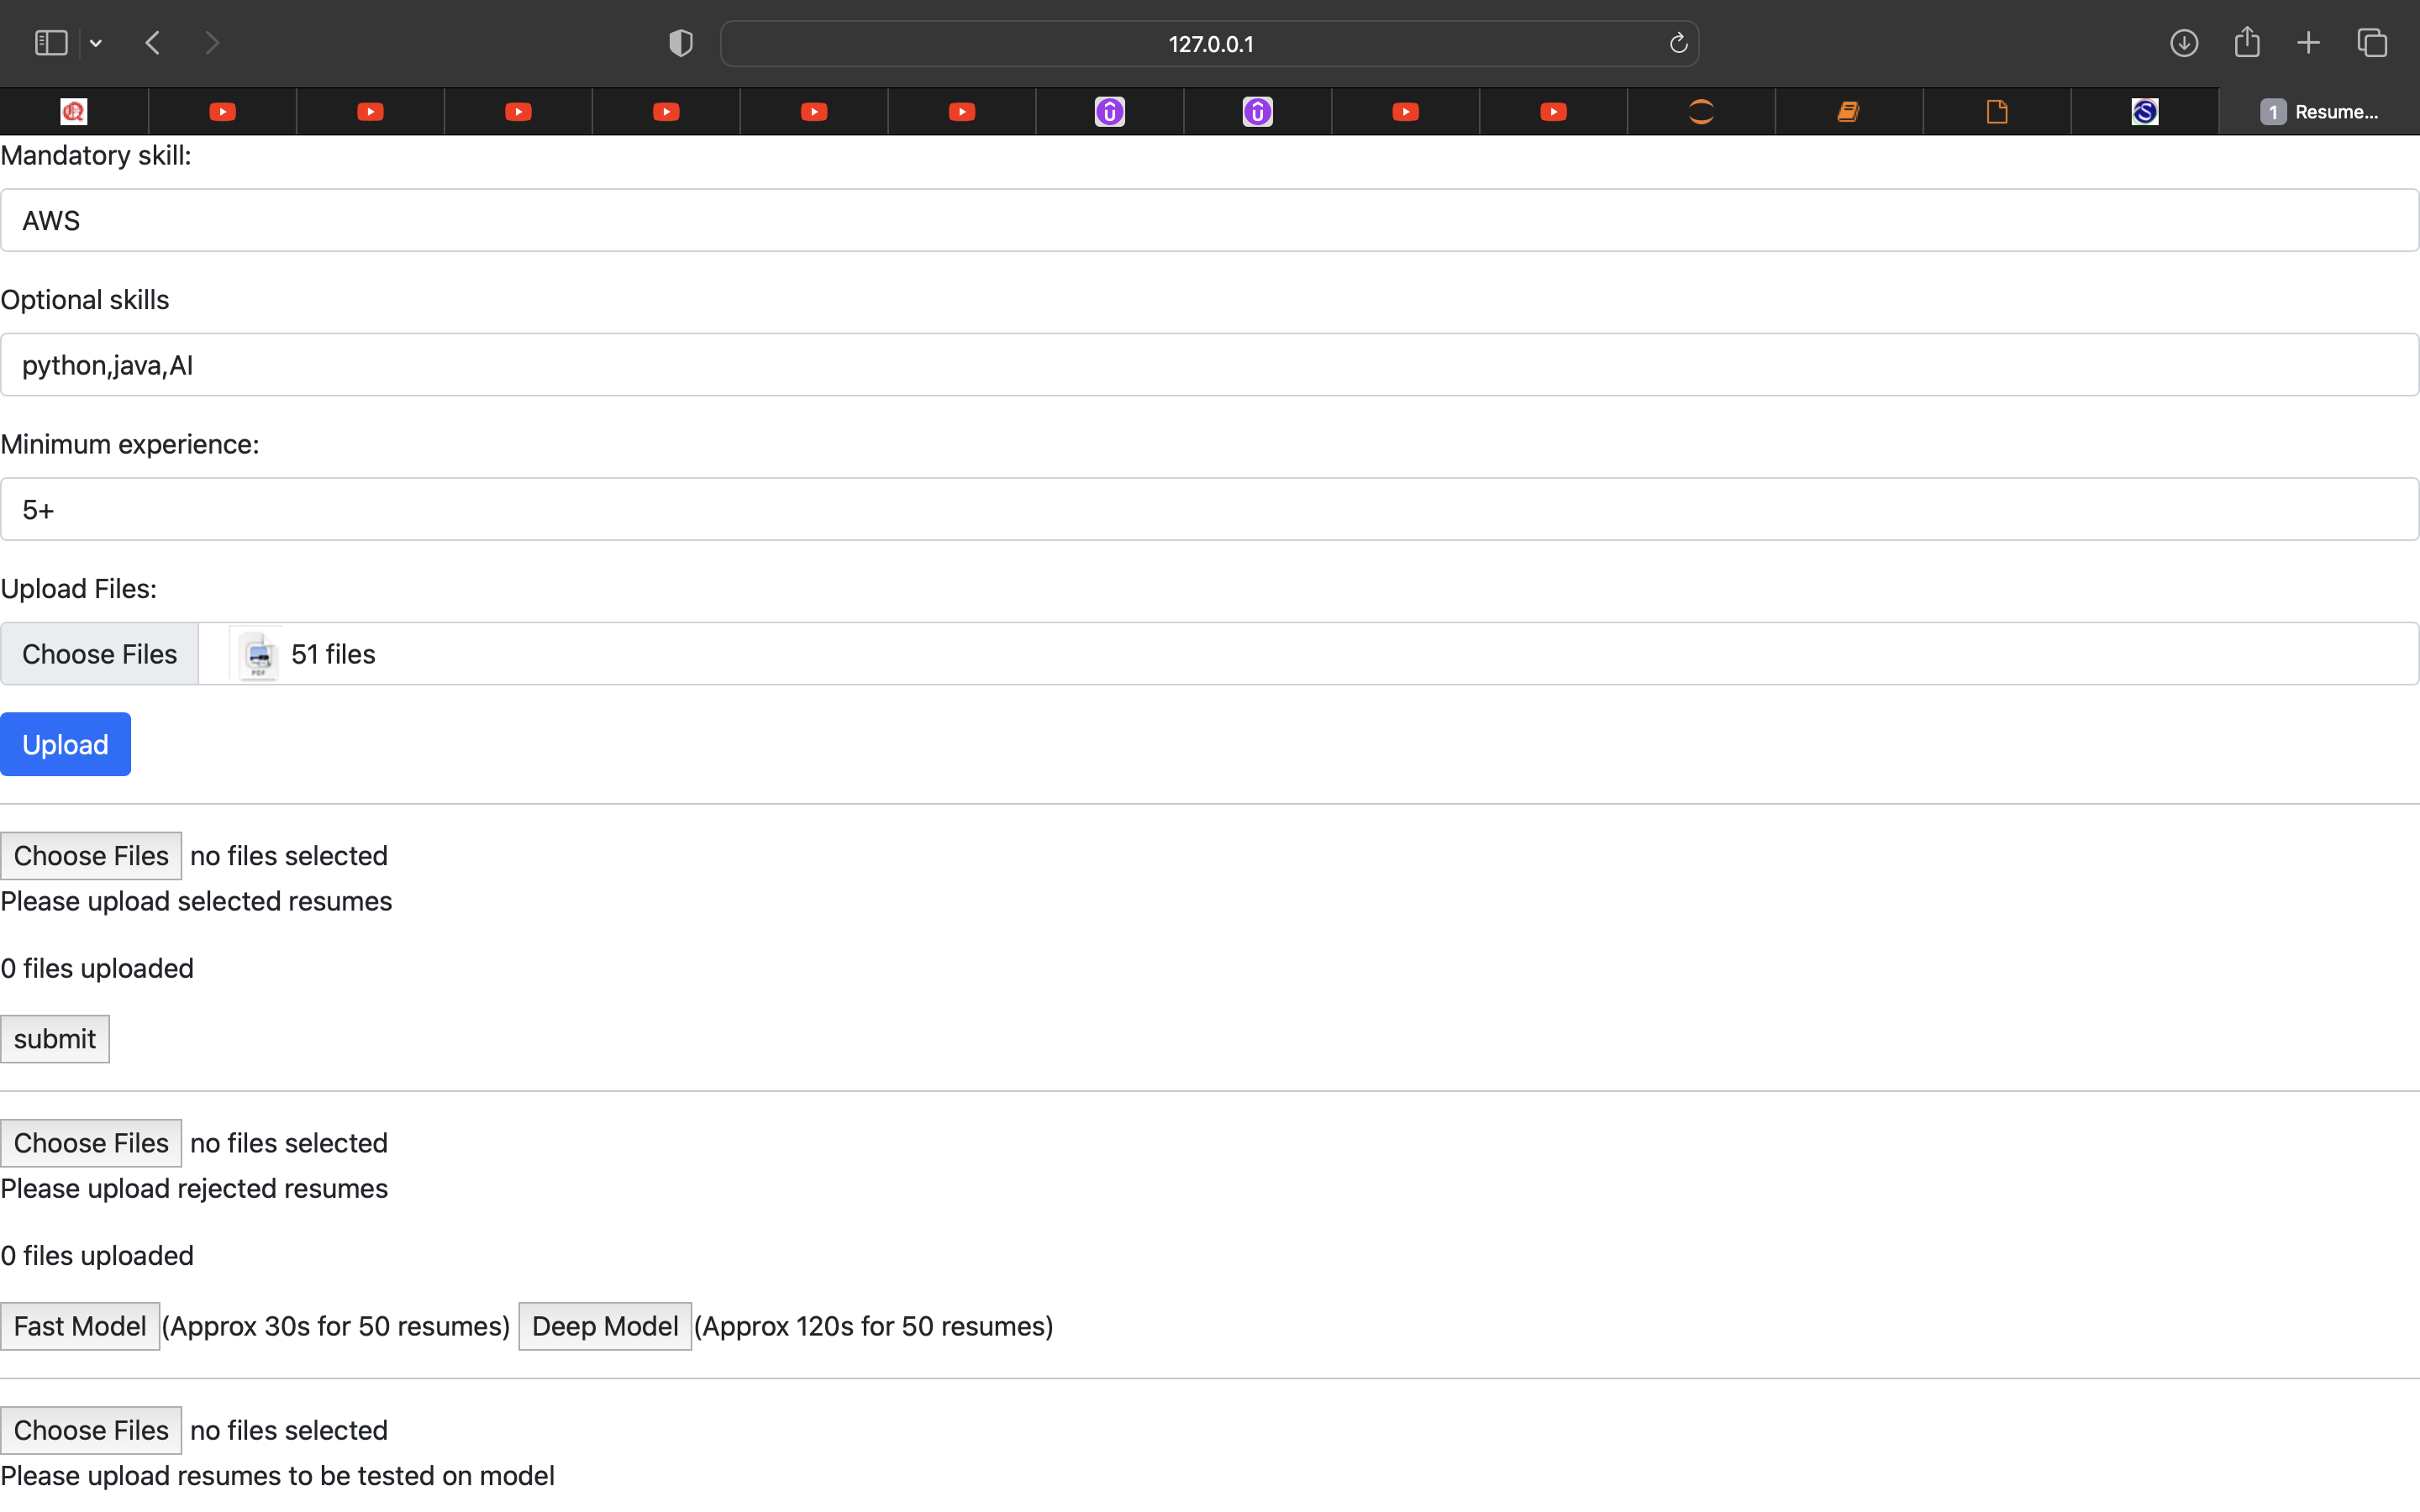 127.0.0.1
1 Resume...
Mandatory skill:
AWS
Optional skills
python,java,AI
Minimum experience:
5+
Upload Files:
Choose Files PDF 51 files
Upload
Choose Files no files selected
Please upload selected resumes
0 files uploaded
submit
Choose Files no files selected
Please upload rejected resumes
0 files uploaded
Fast Model (Approx 30s for 50 resumes) Deep Model (Approx 120s for 50 resumes)
Choose Files no files selected
Please upload resumes to be tested on model